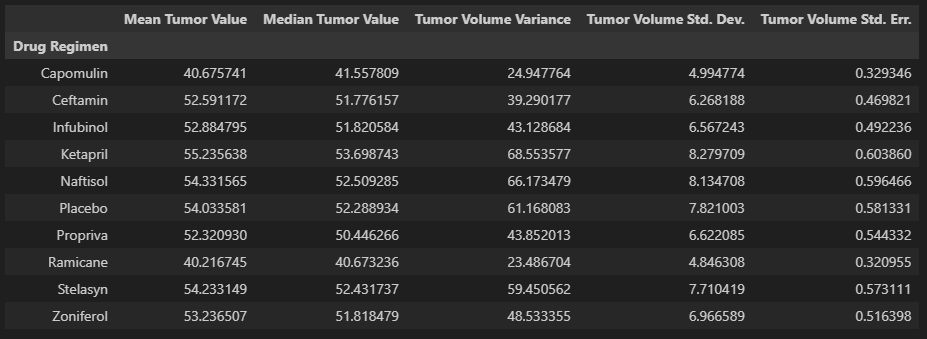 Mean Tumor Value Median Tumor Value Tumor Volume Variance Tumor Volume Std. Dev. Tumor Volume Std. Err.
Drug Regimen
Capomulin 40.675741 41.557809 24.947764 4.994774 0.329346
Ceftamin 52.591172 51.776157 39.290177 6.268188 0.469821
Infubinol 52.884795 51.820584 43.128684 6.567243 0.492236
Ketapril 55.235638 53.698743 68.553577 8.279709 0.603860
Naftisol 54.331565 52.509285 66.173479 8.134708 0.596466
Placebo 54.033581 52.288934 61.168083 7.821003 0.581331
Propriva 52.320930 50.446266 43.852013 6.622085 0.544332
Ramicane 40.216745 40.673236 23.486704 4.846308 0.320955
Stelasyn 54.233149 52.431737 59.450562 7.710419 0.573111
Zoniferol 53.236507 51.818479 48.533355 6.966589 0.516398